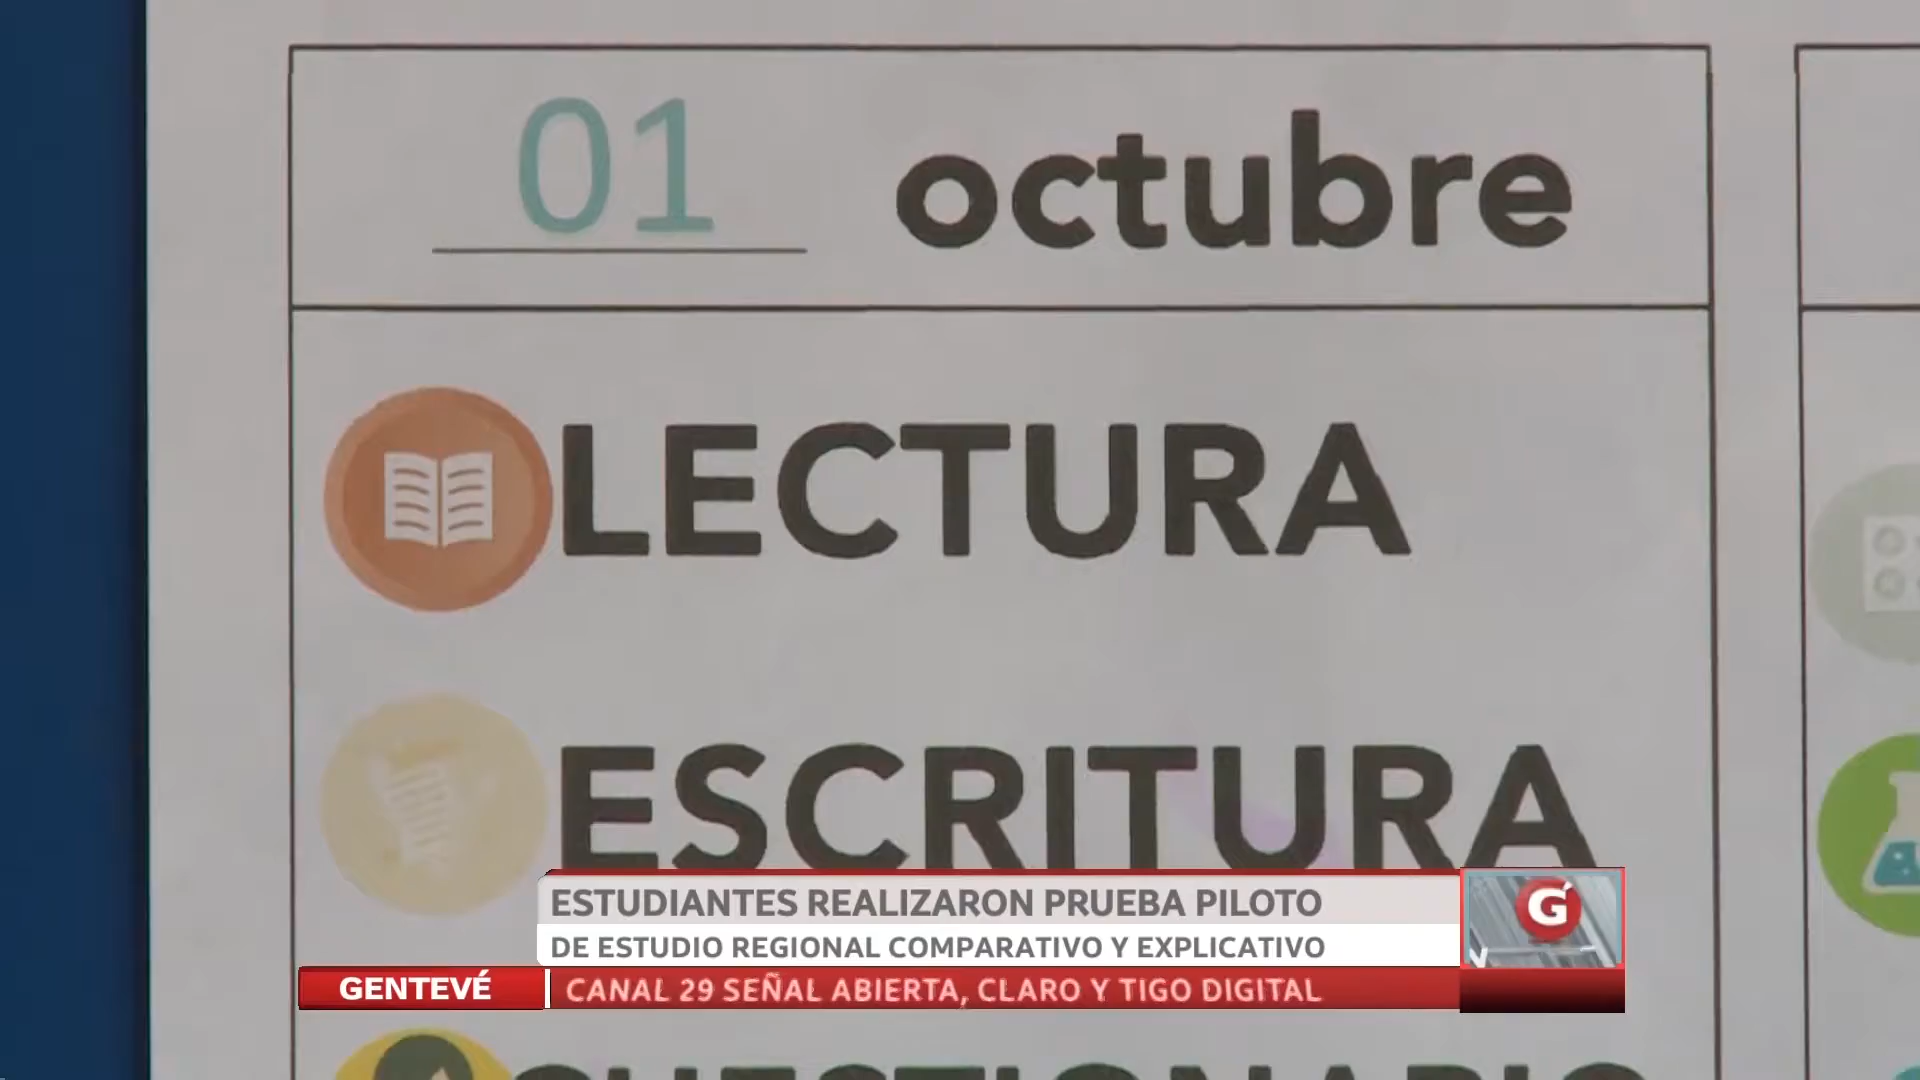 01 octubre
LECTURA
ESCRITURA
ESTUDIANTES REALIZARON PRUEBA PILOTO
DE ESTUDIO REGIONAL COMPARATIVO Y EXPLICATIVO
GENTEVÉ
CANAL 29 SEÑAL ABIERTA, CLARO Y TIGO DIGITAL
G
CUESTIONARIO